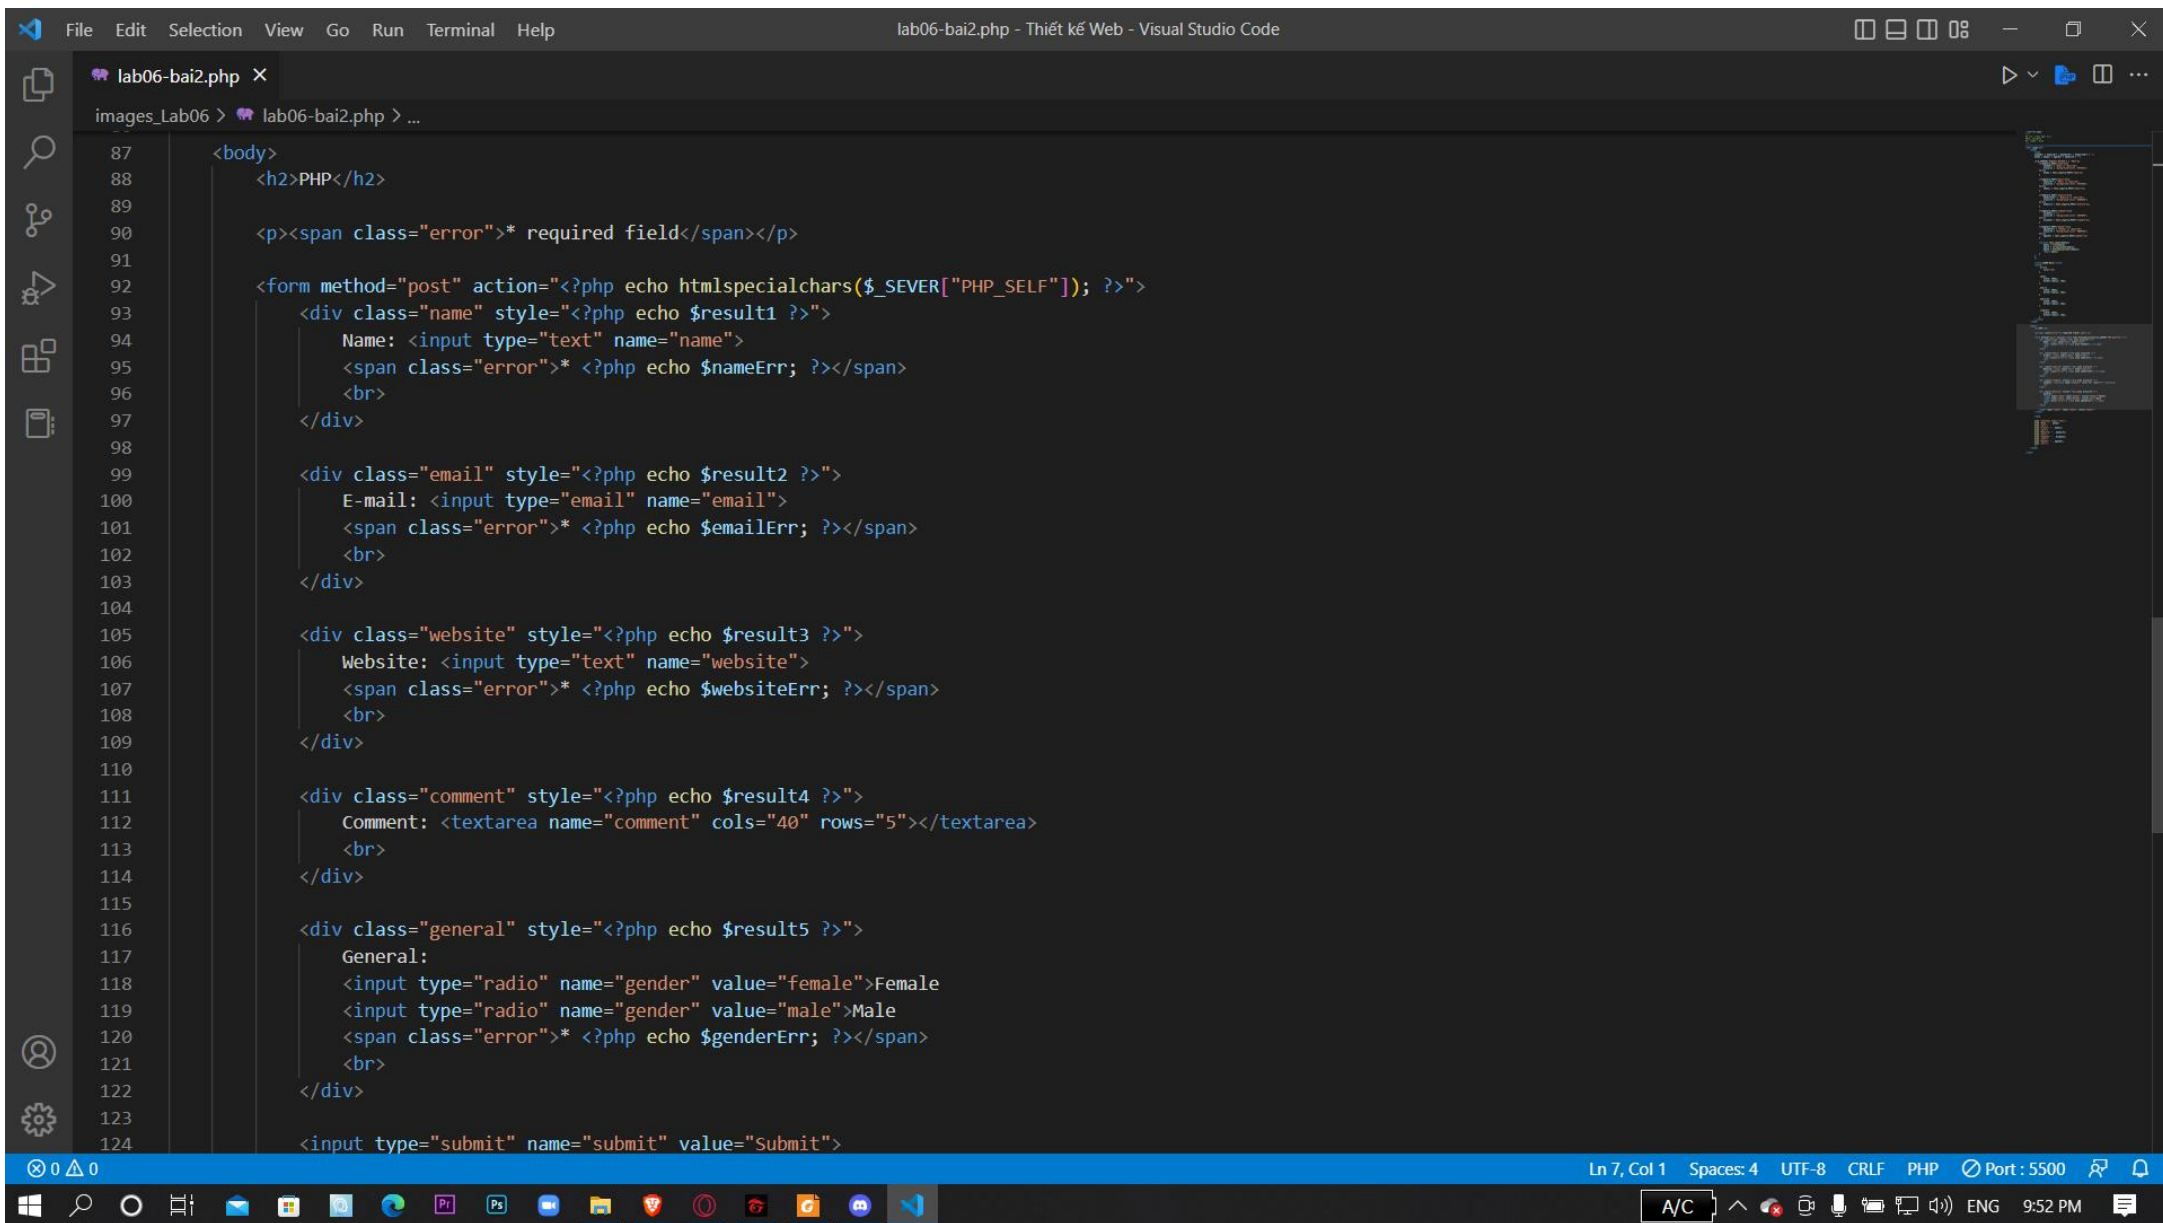 File Edit Selection View Go Run Terminal Help
lab06-bai2.php - Thiết kế Web - Visual Studio Code
lab06-bai2.php
images_Lab06 > lab06-bai2.php > ...
87 <body>
88 <h2>PHP</h2>
89
90 <p><span class="error">* required field</span></p>
91
92 <form method="post" action="<?php echo htmlspecialchars($_SEVER["PHP_SELF"]); ?>">
93 <div class="name" style="<?php echo $result1 ?>">
94 Name: <input type="text" name="name">
95 <span class="error">* <?php echo $nameErr; ?></span>
96 <br>
97 </div>
98
99 <div class="email" style="<?php echo $result2 ?>">
100 E-mail: <input type="email" name="email">
101 <span class="error">* <?php echo $emailErr; ?></span>
102 <br>
103 </div>
104
105 <div class="website" style="<?php echo $result3 ?>">
106 Website: <input type="text" name="website">
107 <span class="error">* <?php echo $websiteErr; ?></span>
108 <br>
109 </div>
110
111 <div class="comment" style="<?php echo $result4 ?>">
112 Comment: <textarea name="comment" cols="40" rows="5"></textarea>
113 <br>
114 </div>
115
116 <div class="general" style="<?php echo $result5 ?>">
117 General:
118 <input type="radio" name="gender" value="female">Female
119 <input type="radio" name="gender" value="male">Male
120 <span class="error">* <?php echo $genderErr; ?></span>
121 <br>
122 </div>
123
124 <input type="submit" name="submit" value="Submit">
0 0 Ln 7, Col 1 Spaces: 4 UTF-8 CRLF PHP Port : 5500
Pr Ps A/C ENG 9:52 PM